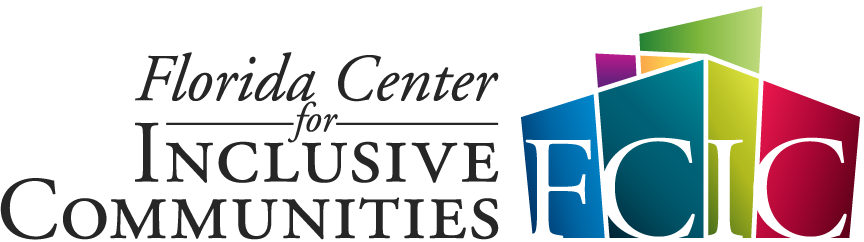 Florida Center
for
INCLUSIVE
COMMUNITIES
FCIC